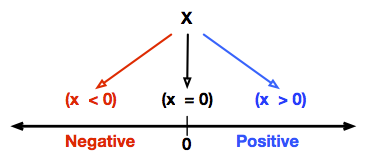 X
(x < 0) (x = 0) (x > 0)
Negative 0 Positive